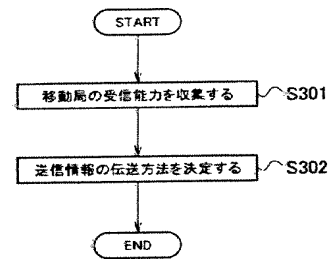 START
移動局の受信能力を収集する
S301
送信情報の伝送方法を決定する
S302
END